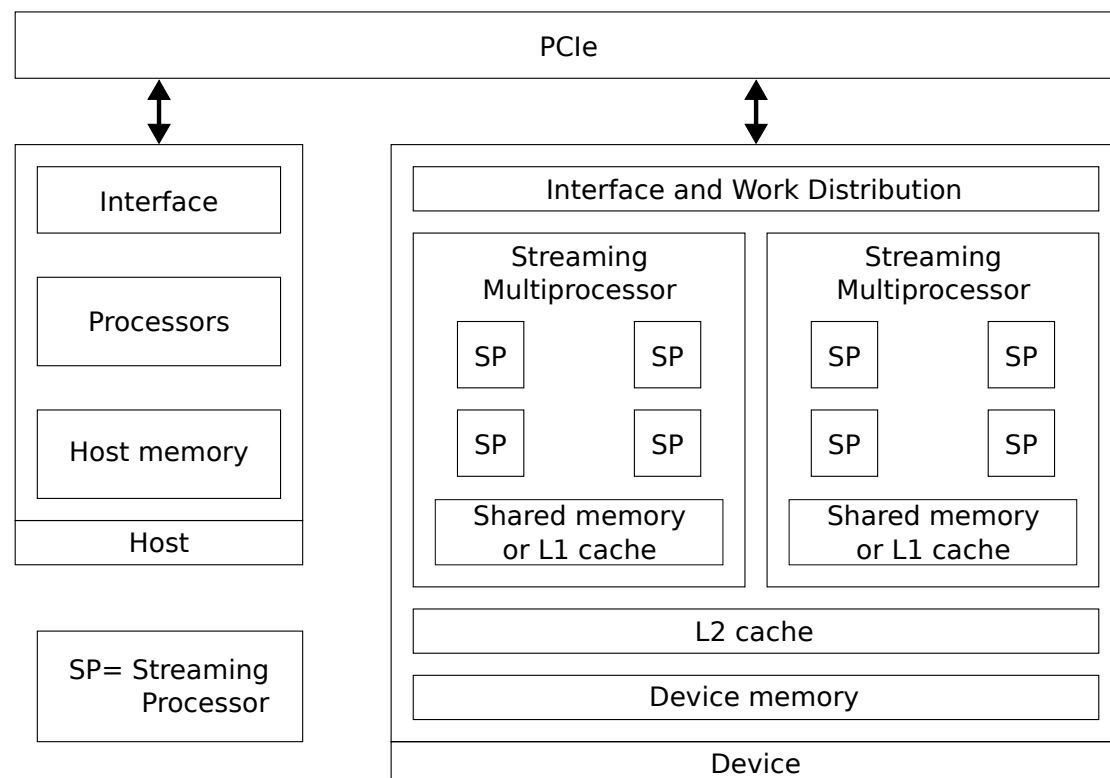 PCIe
Interface
Processors
Host memory
Host
SP= Streaming
Processor
Interface and Work Distribution
Streaming
Multiprocessor
SP
SP
SP
SP
Shared memory
or L1 cache
Streaming
Multiprocessor
SP
SP
SP
SP
Shared memory
or L1 cache
L2 cache
Device memory
Device